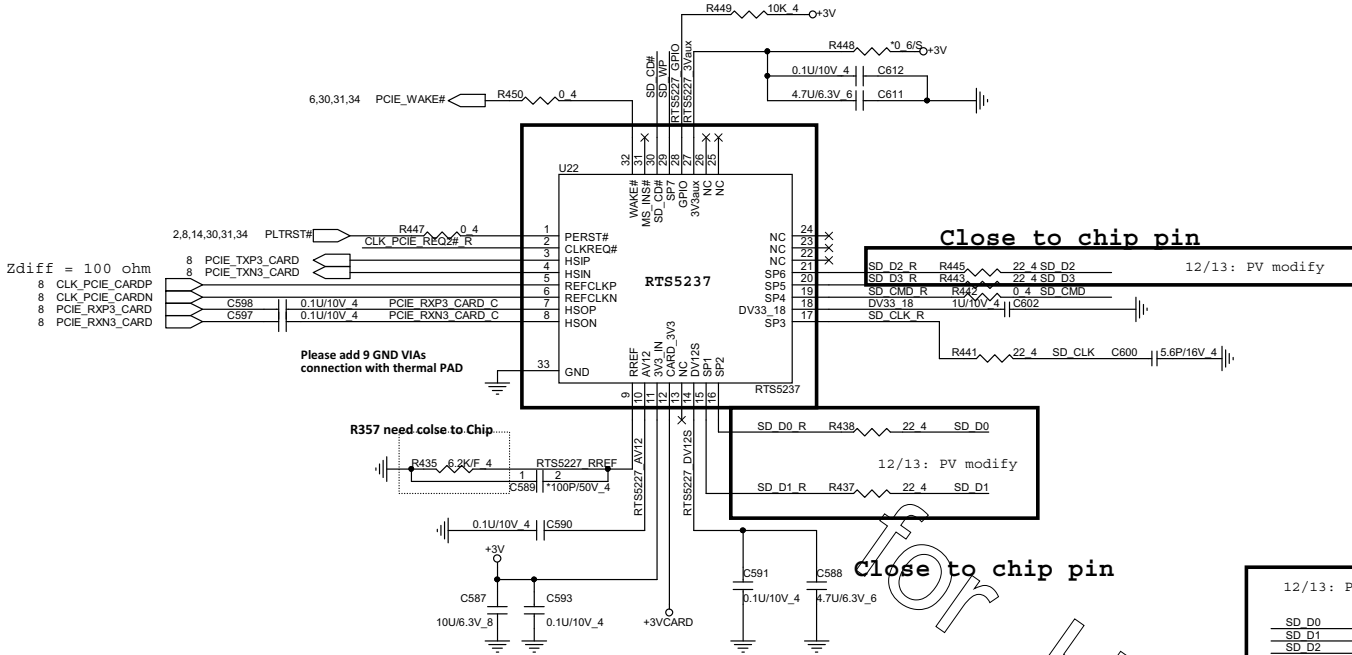 R449 10K_4 +3V
R448 *0_6/S +3V
0.1U/10V_4 C612
4.7U/6.3V_6 C611
SD_CD#
SD_WP
RTS5227_GPIO
RTS5227_3Vaux
6,30,31,34 PCIE_WAKE# R450 0_4
32
31
30
29
28
27
26
25
U22
WAKE#
MS_INS#
SD_CD#
SP7
GPIO
3V3aux
NC
NC
2,8,14,30,31,34 PLTRST# R447 0_4 1 PERST#
CLK_PCIE_REQ2#_R 2 CLKREQ#
8 PCIE_TXP3_CARD 3 HSIP
Zdiff = 100 ohm
8 PCIE_TXN3_CARD 4 HSIN
8 CLK_PCIE_CARDP 5 REFCLKP
8 CLK_PCIE_CARDN 6 REFCLKN
8 PCIE_RXP3_CARD C598 0.1U/10V_4 PCIE_RXP3_CARD_C 7 HSOP
8 PCIE_RXN3_CARD C597 0.1U/10V_4 PCIE_RXN3_CARD_C 8 HSON
RTS5237
NC 24
NC 23
NC 22
Close to chip pin
SP6 21 SD_D2_R R445 22_4 SD_D2
12/13: PV modify
SP5 20 SD_D3_R R443 22_4 SD_D3
SP4 19 SD_CMD_R R442 0_4 SD_CMD
DV33_18 18 DV33_18 1U/10V_4 C602
SP3 17 SD_CLK_R
R441 22_4 SD_CLK C600 5.6P/16V_4
Please add 9 GND VIAs
connection with thermal PAD
33 GND
RREF
AV12
3V3_IN
CARD_3V3
NC
DV12S
SP1
SP2
RTS5237
9
10
11
12
13
14
15
16
R357 need colse to Chip
R435 6.2K/F_4 RTS5227_RREF
1 2
C589 *100P/50V_4
RTS5227_AV12
RTS5227_DV12S
SD_D0_R R438 22_4 SD_D0
12/13: PV modify
SD_D1_R R437 22_4 SD_D1
0.1U/10V_4 C590
+3V
C587
10U/6.3V_8
C593
0.1U/10V_4
+3VCARD
C591
0.1U/10V_4
C588
4.7U/6.3V_6
Close to chip pin
for
12/13: P
SD_D0
SD_D1
SD_D2